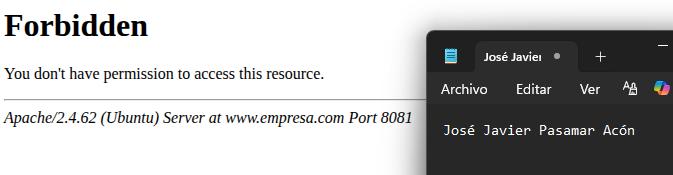 Forbidden
You don't have permission to access this resource.
Apache/2.4.62 (Ubuntu) Server at www.empresa.com Port 8081
José Javier
Archivo Editar Ver
José Javier Pasamar Acón